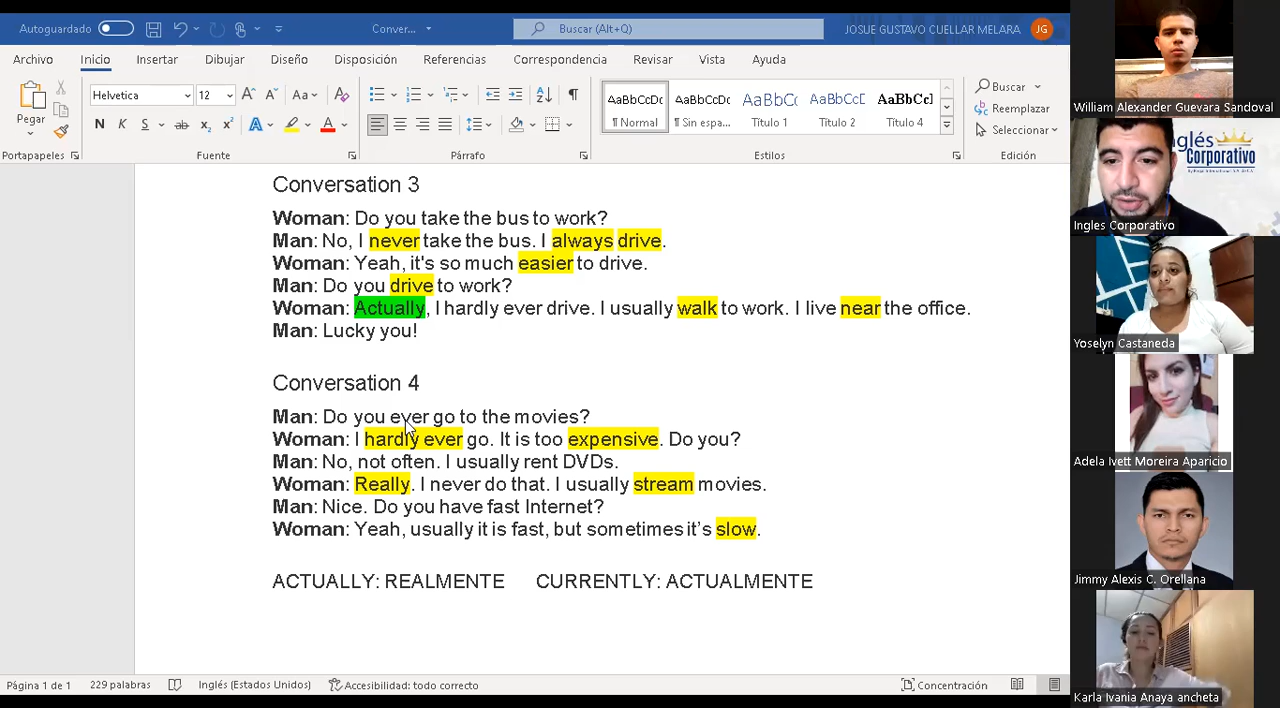 Autoguardado
Conver...
Buscar (Alt+Q)
JOSUE GUSTAVO CUELLAR MELARA
JG
Archivo Inicio Insertar Dibujar Diseño Disposición Referencias Correspondencia Revisar Vista Ayuda
Pegar
Helvetica 12
N K S ab x₂ x² A A
Portapapeles Fuente Párrafo Estilos Edición
AaBbCcDc AaBbCcDc AaBbCc AaBbCcD AaBbCcI
¶ Normal ¶ Sin espa... Título 1 Título 2 Título 4
Buscar
Reemplazar
Seleccionar
Conversation 3
Woman: Do you take the bus to work?
Man: No, I never take the bus. I always drive.
Woman: Yeah, it's so much easier to drive.
Man: Do you drive to work?
Woman: Actually, I hardly ever drive. I usually walk to work. I live near the office.
Man: Lucky you!
Conversation 4
Man: Do you ever go to the movies?
Woman: I hardly ever go. It is too expensive. Do you?
Man: No, not often. I usually rent DVDs.
Woman: Really. I never do that. I usually stream movies.
Man: Nice. Do you have fast Internet?
Woman: Yeah, usually it is fast, but sometimes it's slow.
ACTUALLY: REALMENTE CURRENTLY: ACTUALMENTE
Página 1 de 1 229 palabras Inglés (Estados Unidos) Accesibilidad: todo correcto Concentración
William Alexander Guevara Sandoval
Inglés
Corporativo
Ingles Corporativo
Yoselyn Castaneda
Adela Ivett Moreira Aparicio
Jimmy Alexis C. Orellana
Karla Ivania Anaya ancheta